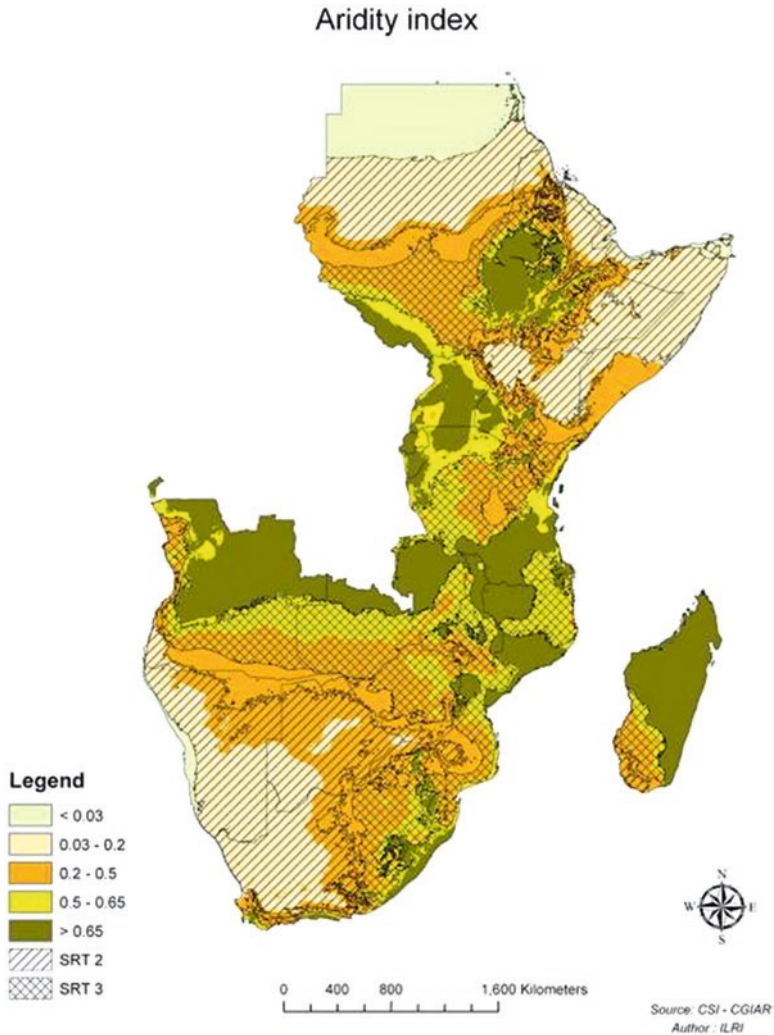 Aridity index
Legend
< 0.03
0.03 - 0.2
0.2 - 0.5
0.5 - 0.65
> 0.65
SRT 2
SRT 3
N
W E
S
0 400 800 1,600 Kilometers
Source: CSI - CGIAR
Author : ILRI